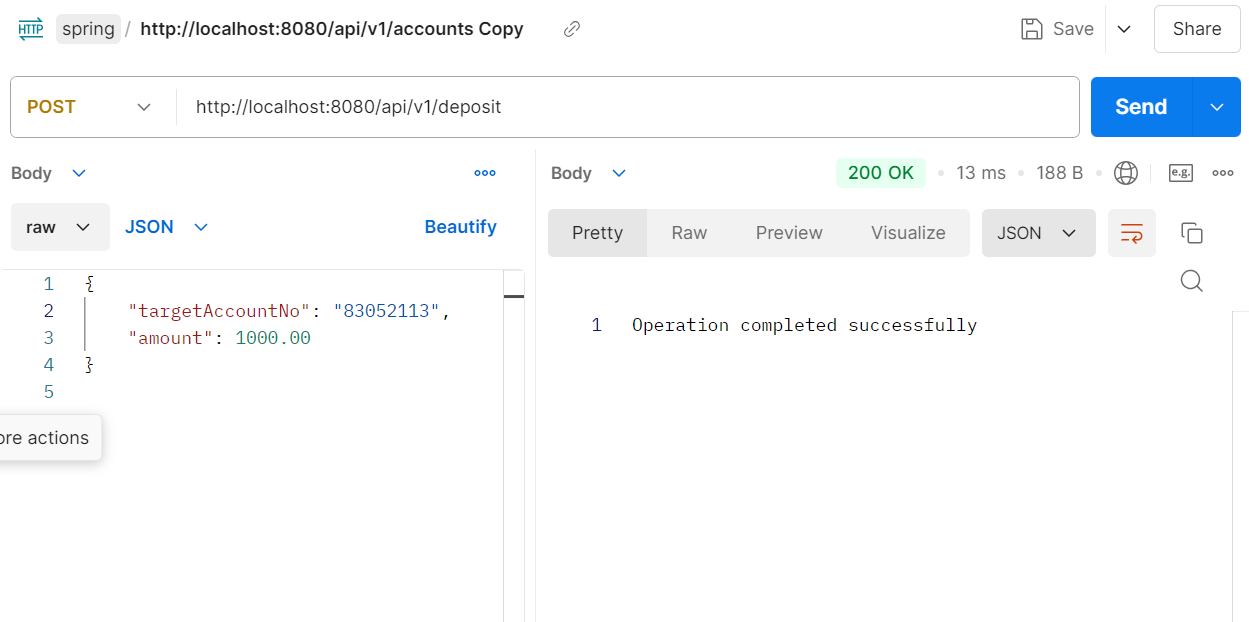 HTTP spring / http://localhost:8080/api/v1/accounts Copy Save Share
POST http://localhost:8080/api/v1/deposit Send
Body Body 200 OK 13 ms 188 B e.g.
raw JSON Beautify Pretty Raw Preview Visualize JSON
1 {
2 "targetAccountNo": "83052113",
3 "amount": 1000.00
4 }
5
ore actions
1 Operation completed successfully